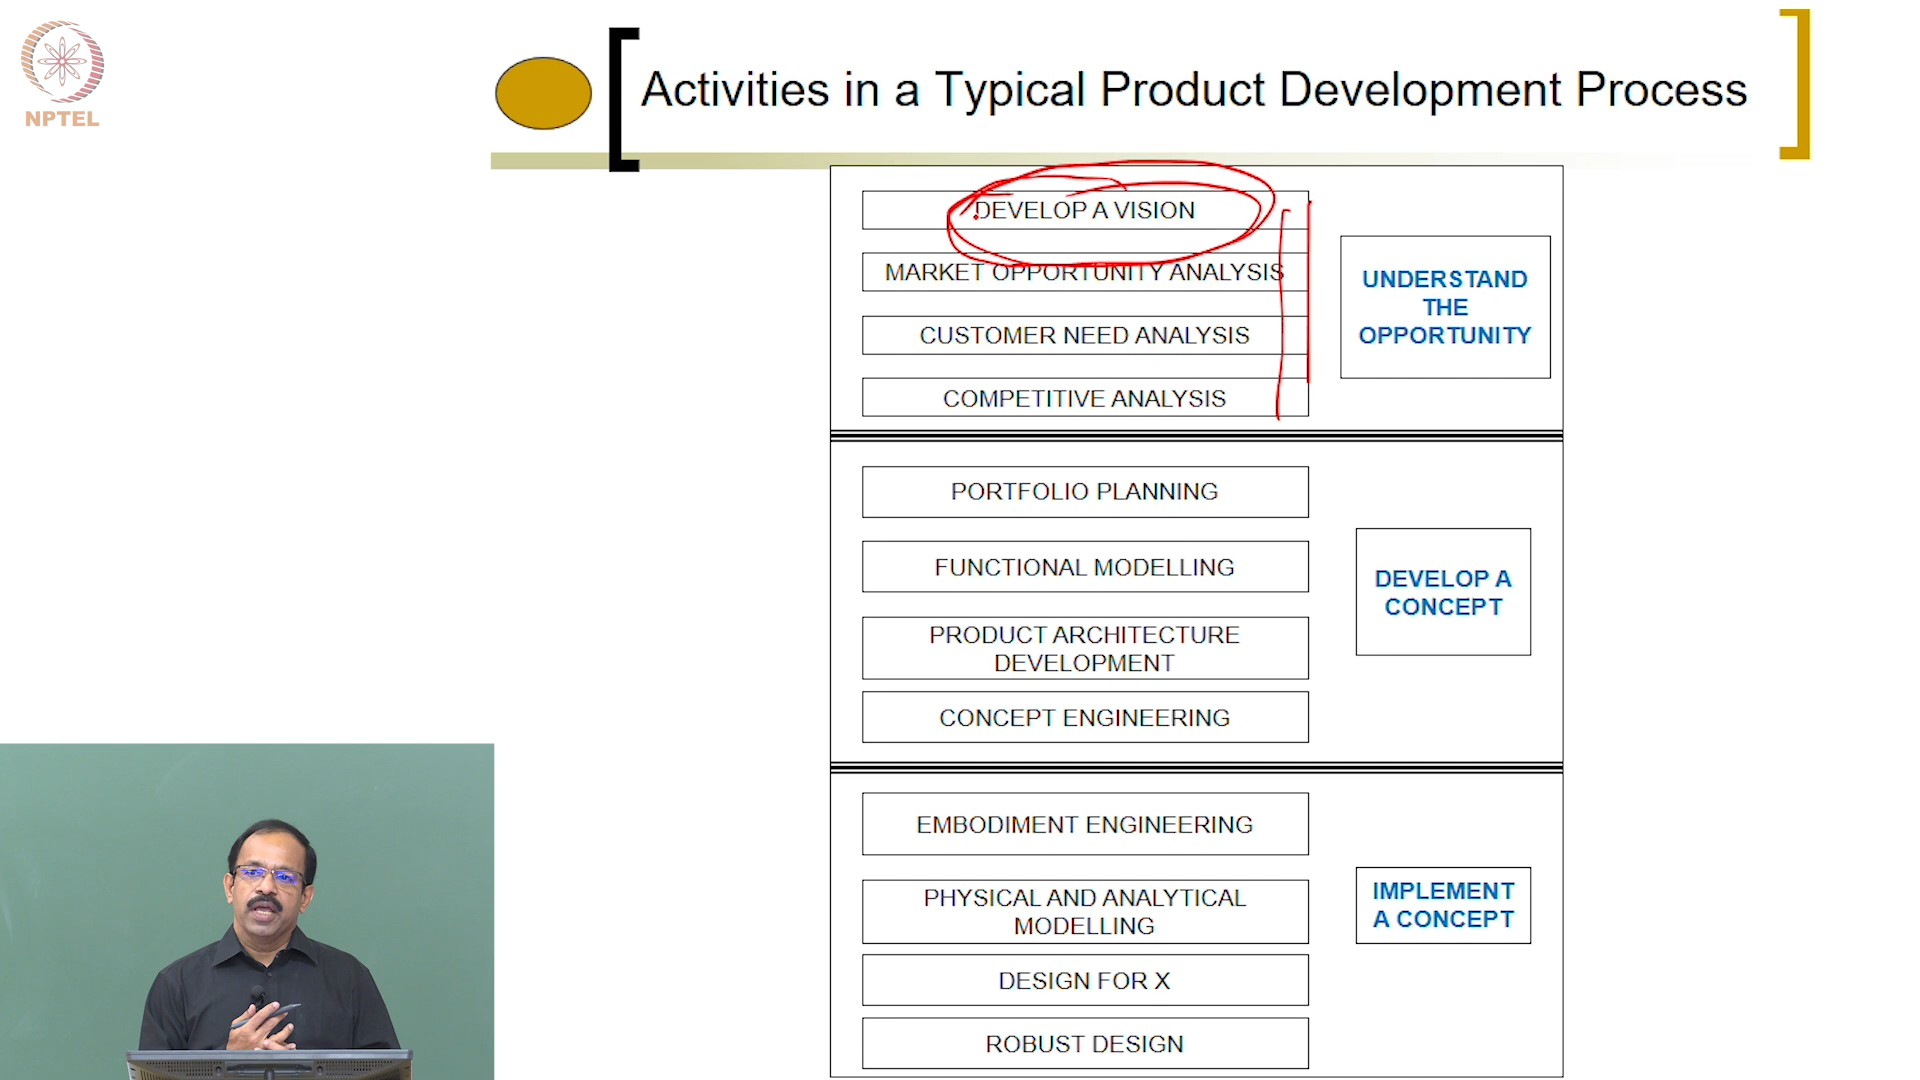 NPTEL
Activities in a Typical Product Development Process
DEVELOP A VISION
MARKET OPPORTUNITY ANALYSIS
CUSTOMER NEED ANALYSIS
COMPETITIVE ANALYSIS
UNDERSTAND
THE
OPPORTUNITY
PORTFOLIO PLANNING
FUNCTIONAL MODELLING
PRODUCT ARCHITECTURE
DEVELOPMENT
CONCEPT ENGINEERING
DEVELOP A
CONCEPT
EMBODIMENT ENGINEERING
PHYSICAL AND ANALYTICAL
MODELLING
DESIGN FOR X
ROBUST DESIGN
IMPLEMENT
A CONCEPT